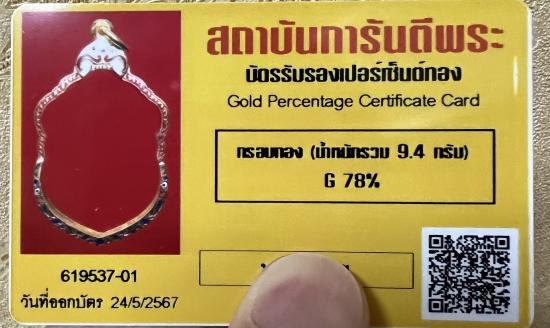 สถาบันการันตีพระ
บัตรรับรองเปอร์เซ็นต์ทอง
Gold Percentage Certificate Card
กรอบทอง (น้ำหนักรวม 9.4 กรัม)
G 78%
619537-01
วันที่ออกบัตร 24/5/2567